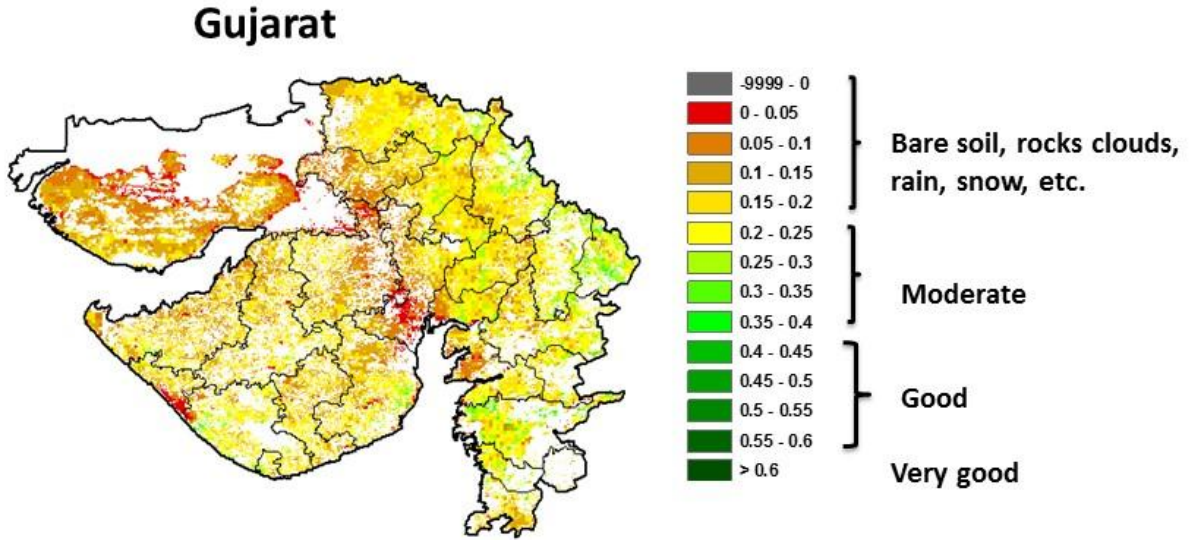 Gujarat
-9999 - 0
0 - 0.05
0.05 - 0.1
0.1 - 0.15
0.15 - 0.2
0.2 - 0.25
0.25 - 0.3
0.3 - 0.35
0.35 - 0.4
0.4 - 0.45
0.45 - 0.5
0.5 - 0.55
0.55 - 0.6
> 0.6
Bare soil, rocks clouds,
rain, snow, etc.
Moderate
Good
Very good